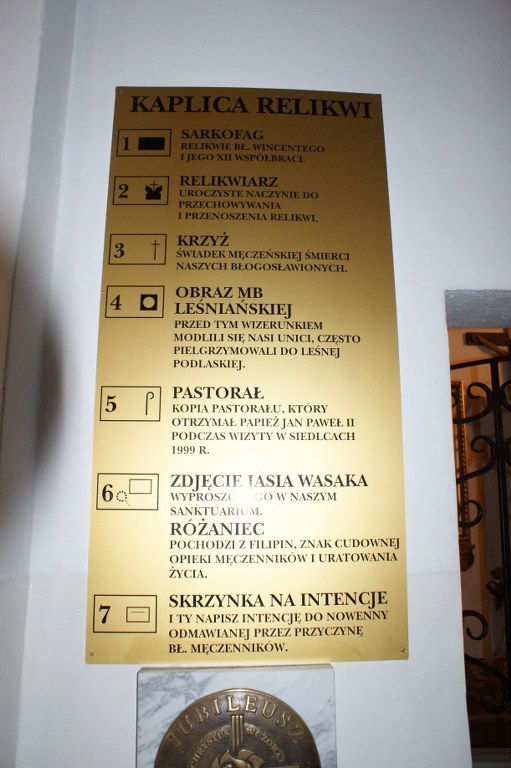 KAPLICA RELIKWI
1 SARKOFAG
RELIKWIE BŁ. WINCENTEGO
I JEGO XII WSPÓŁBRACI.
2 RELIKWIARZ
UROCZYSTE NACZYNIE DO
PRZECHOWYWANIA
I PRZENOSZENIA RELIKWI.
3 KRZYŻ
ŚWIADEK MĘCZEŃSKIEJ ŚMIERCI
NASZYCH BŁOGOSŁAWIONYCH.
4 OBRAZ MB
LEŚNIAŃSKIEJ
PRZED TYM WIZERUNKIEM
MODLILI SIĘ NASI UNICI, CZĘSTO
PIELGRZYMOWALI DO LEŚNEJ
PODLASKIEJ.
5 PASTORAŁ
KOPIA PASTORAŁU, KTÓRY
OTRZYMAŁ PAPIEŻ JAN PAWEŁ II
PODCZAS WIZYTY W SIEDLCACH
1999 R.
6 ZDJĘCIE JASIA WASAKA
W NASZYM
SANKTUARIUM.
RÓŻANIEC
POCHODZI Z FILIPIN, ZNAK CUDOWNEJ
OPIEKI MĘCZENNIKÓW I URATOWANIA
ŻYCIA.
7 SKRZYNKA NA INTENCJE
I TY NAPISZ INTENCJĘ DO NOWENNY
ODMAWIANEJ PRZEZ PRZYCZYNĘ
BŁ. MĘCZENNIKÓW.
JUBILEUSZ
CHRYSTUS WCZORAJ